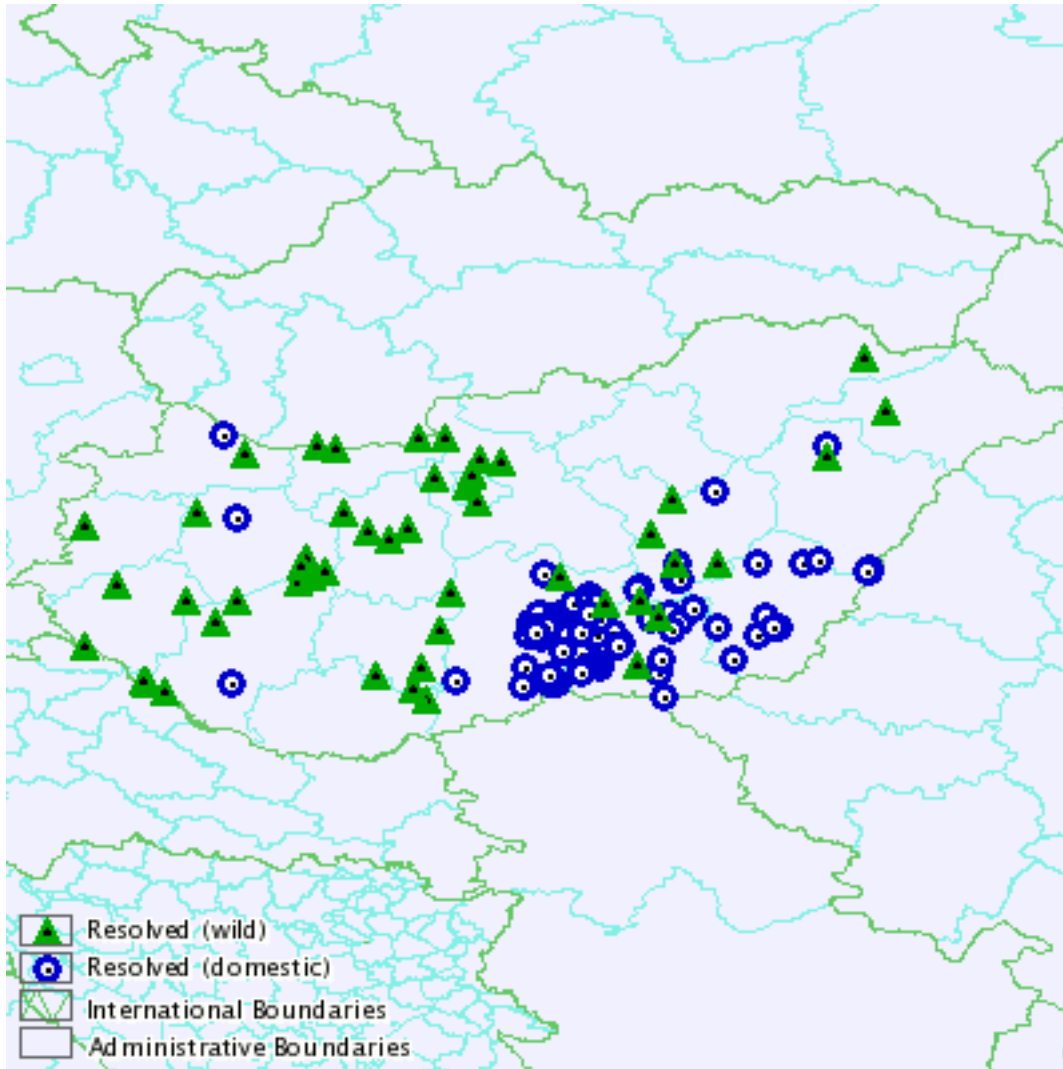 Resolved (wild)
Resolved (domestic)
International Boundaries
Administrative Boundaries